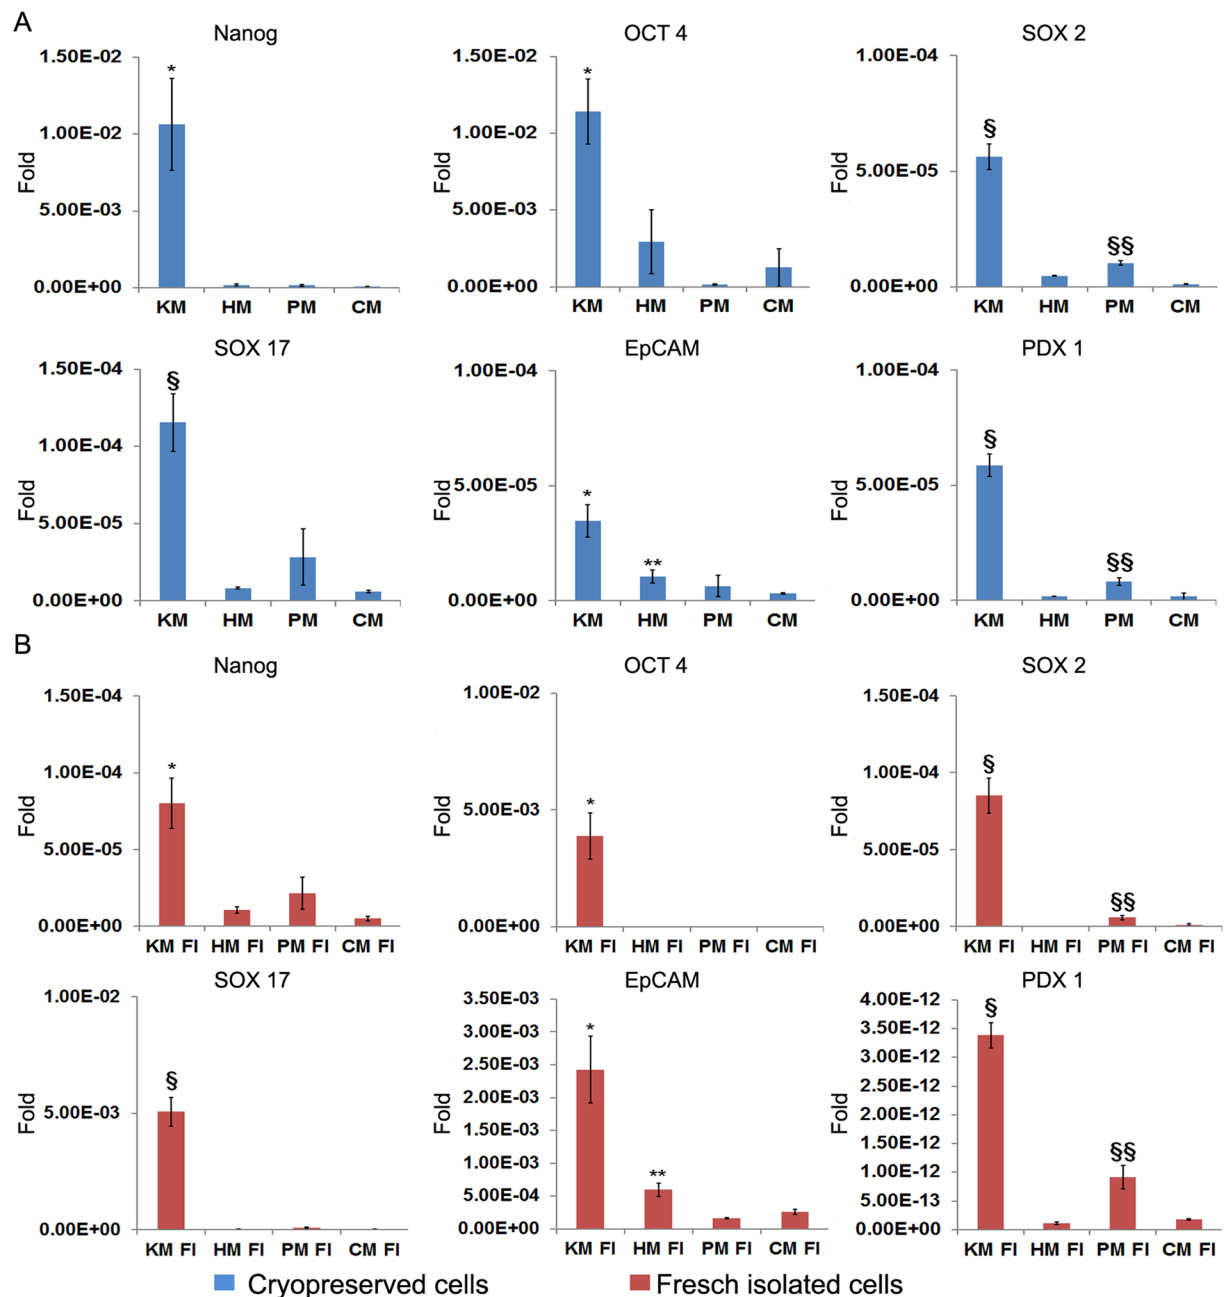 A
Nanog
1.50E-02
1.00E-02
5.00E-03
0.00E+00
Fold
*
KM HM PM CM
OCT 4
1.50E-02
1.00E-02
5.00E-03
0.00E+00
Fold
*
KM HM PM CM
SOX 2
1.00E-04
5.00E-05
0.00E+00
Fold
§
§§
KM HM PM CM
SOX 17
1.50E-04
1.00E-04
5.00E-05
0.00E+00
Fold
§
KM HM PM CM
EpCAM
1.00E-04
5.00E-05
0.00E+00
Fold
*
**
KM HM PM CM
PDX 1
1.00E-04
5.00E-05
0.00E+00
Fold
§
§§
KM HM PM CM
B
Nanog
1.50E-04
1.00E-04
5.00E-05
0.00E+00
Fold
*
KM FI HM FI PM FI CM FI
OCT 4
1.00E-02
5.00E-03
0.00E+00
Fold
*
KM FI HM FI PM FI CM FI
SOX 2
1.50E-04
1.00E-04
5.00E-05
0.00E+00
Fold
§
§§
KM FI HM FI PM FI CM FI
SOX 17
1.00E-02
5.00E-03
0.00E+00
Fold
§
KM FI HM FI PM FI CM FI
EpCAM
3.50E-03
3.00E-03
2.50E-03
2.00E-03
1.50E-03
1.00E-03
5.00E-04
0.00E+00
Fold
*
**
KM FI HM FI PM FI CM FI
PDX 1
4.00E-12
3.50E-12
3.00E-12
2.50E-12
2.00E-12
1.50E-12
1.00E-12
5.00E-13
0.00E+00
Fold
§
§§
KM FI HM FI PM FI CM FI
Cryopreserved cells
Fresch isolated cells